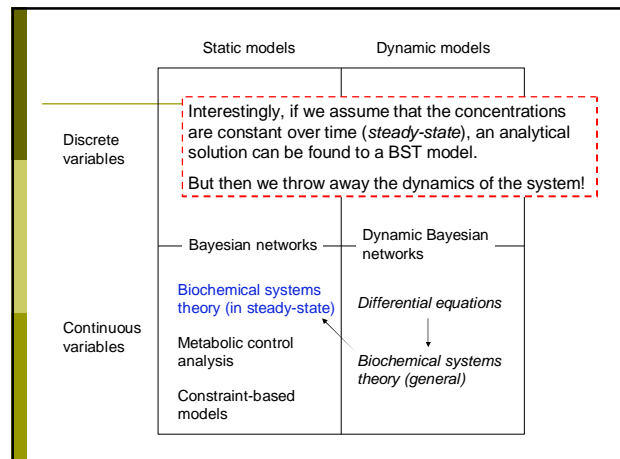 Static models
Dynamic models
Discrete
variables
Interestingly, if we assume that the concentrations
are constant over time (steady-state), an analytical
solution can be found to a BST model.
But then we throw away the dynamics of the system!
Bayesian networks
Dynamic Bayesian
networks
Continuous
variables
Biochemical systems
theory (in steady-state)
Metabolic control
analysis
Constraint-based
models
Differential equations
Biochemical systems
theory (general)